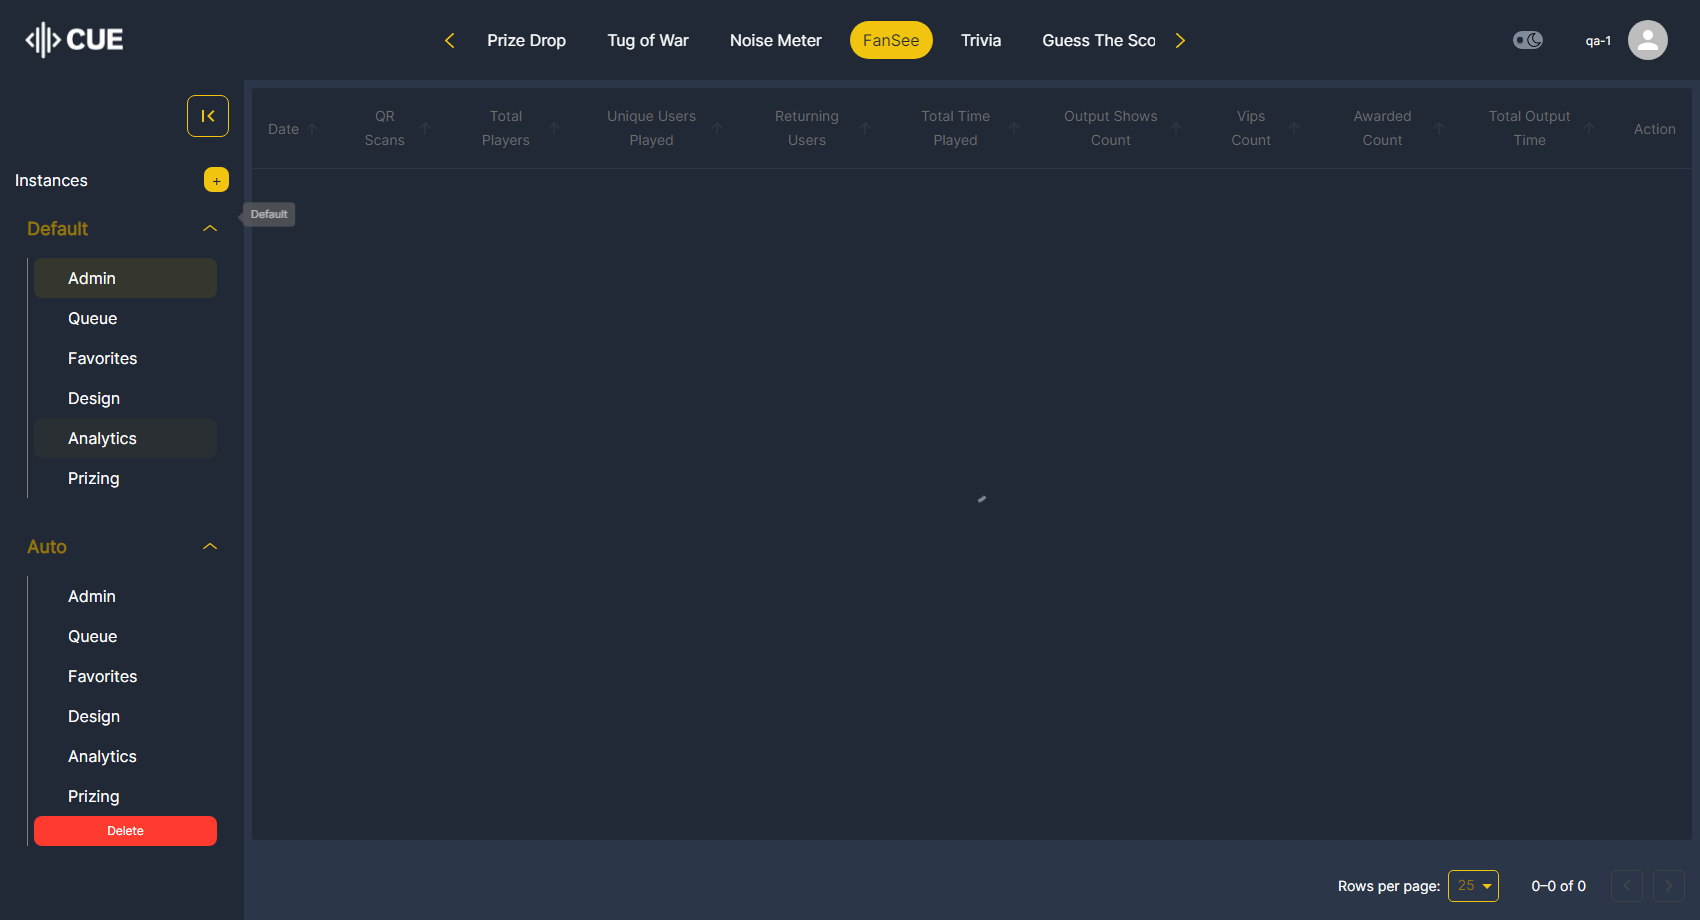 CUE
Prize Drop
Tug of War
Noise Meter
FanSee
Trivia
Guess The Sco
qa-1
Instances
+
Default
Admin
Queue
Favorites
Design
Analytics
Prizing
Auto
Admin
Queue
Favorites
Design
Analytics
Prizing
Delete
Default
Date
QR
Scans
Total
Players
Unique Users
Played
Returning
Users
Total Time
Played
Output Shows
Count
Vips
Count
Awarded
Count
Total Output
Time
Action
Rows per page: 25 0–0 of 0